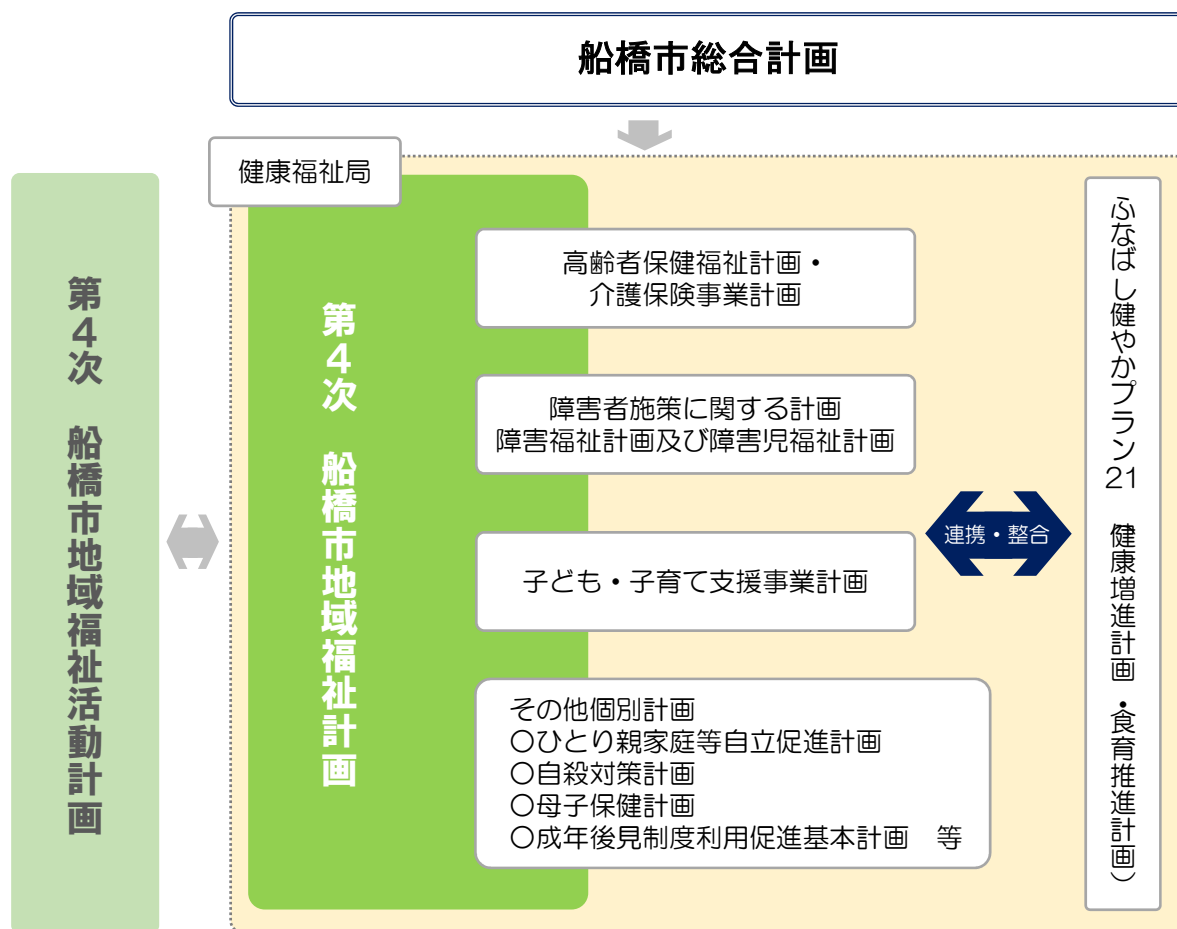 船橋市総合計画
健康福祉局
第4次 船橋市地域福祉活動計画
第4次 船橋市地域福祉計画
高齢者保健福祉計画・
介護保険事業計画
障害者施策に関する計画
障害福祉計画及び障害児福祉計画
子ども・子育て支援事業計画
その他個別計画
○ひとり親家庭等自立促進計画
○自殺対策計画
○母子保健計画
○成年後見制度利用促進基本計画 等
連携・整合
ふなばし健やかプラン21 健康増進計画・食育推進計画）